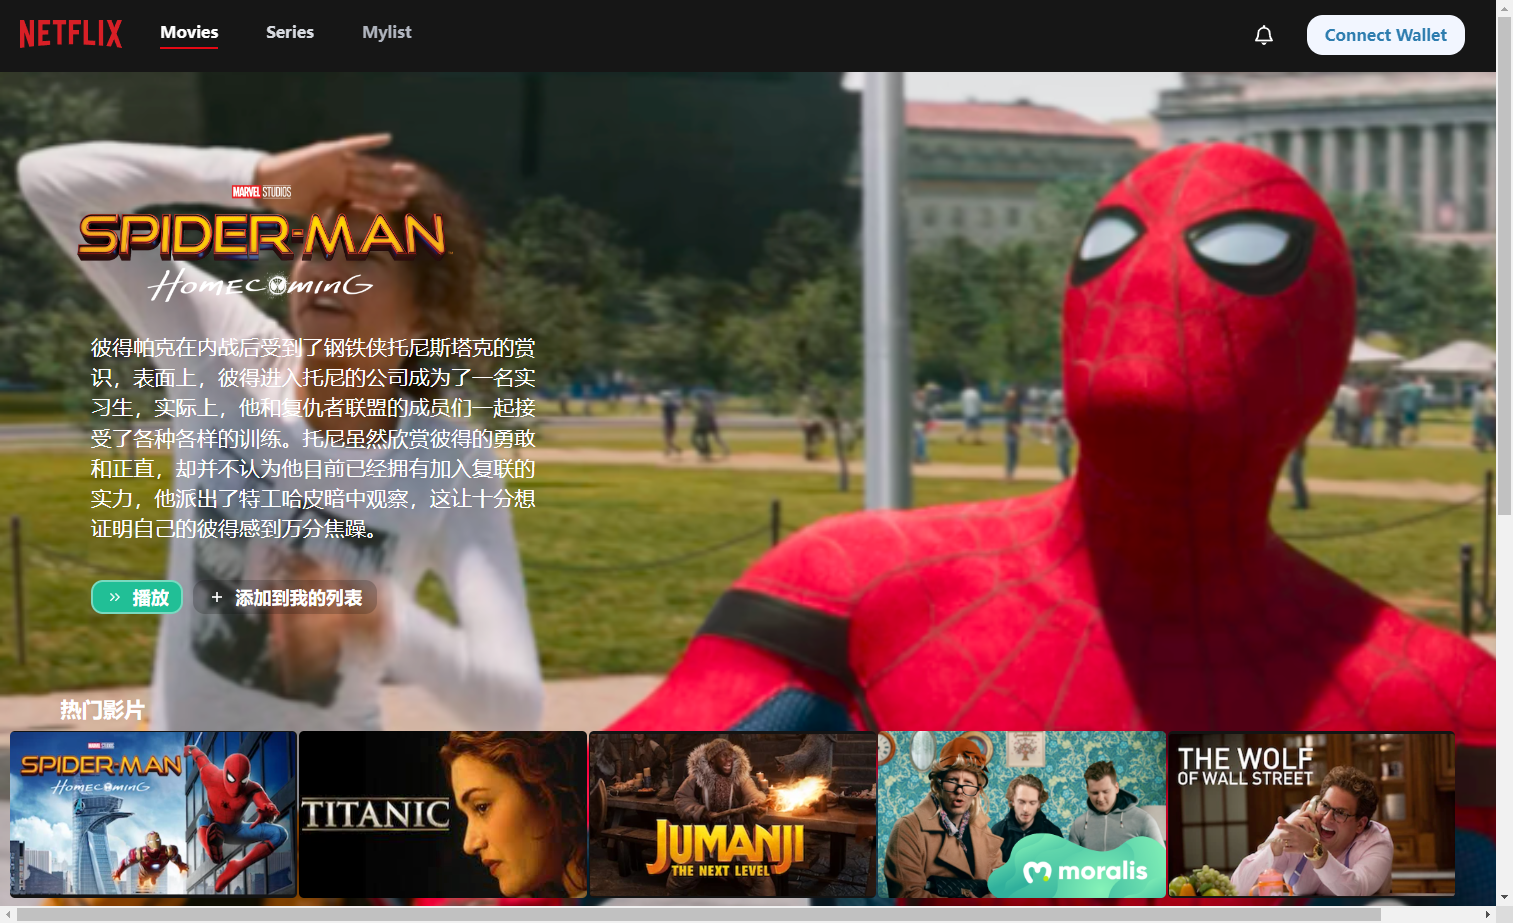 NETFLIX
Movies
Series
Mylist
Connect Wallet
MARVEL STUDIOS
SPIDER-MAN
HOMECOMING
彼得帕克在内战后受到了钢铁侠托尼斯塔克的赏
识，表面上，彼得进入托尼的公司成为了一名实
习生，实际上，他和复仇者联盟的成员们一起接
受了各种各样的训练。托尼虽然欣赏彼得的勇敢
和正直，却并不认为他目前已经拥有加入复联的
实力，他派出了特工哈皮暗中观察，这让十分想
证明自己的彼得感到万分焦躁。
播放
+ 添加到我的列表
热门影片
SPIDER-MAN
HOMECOMING
TITANIC
JUMANJI
THE NEXT LEVEL
moralis
THE WOLF
OF WALL STREET